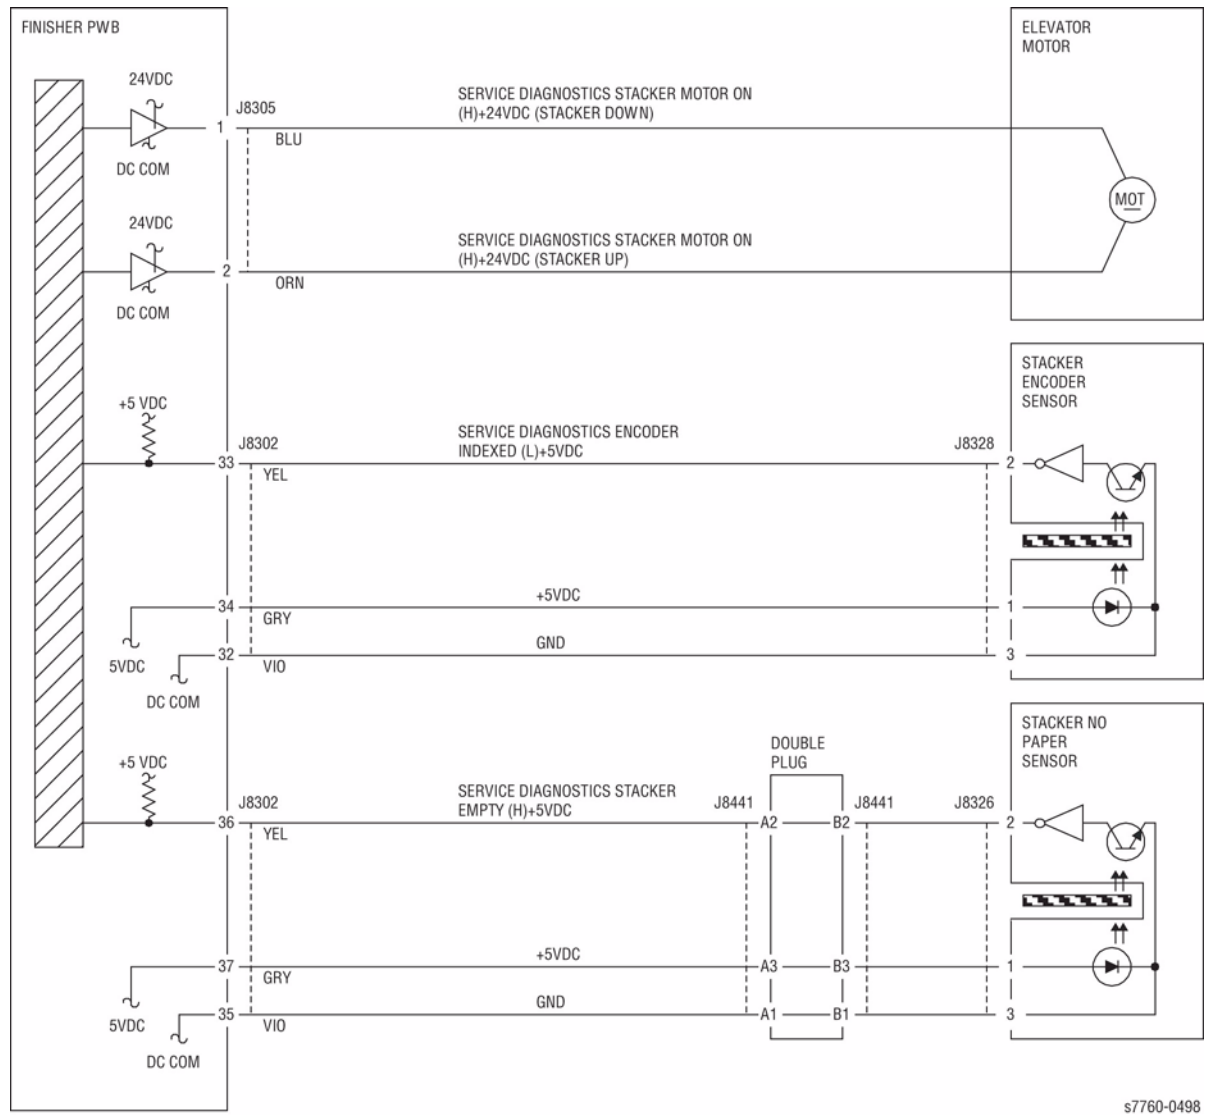 FINISHER PWB
ELEVATOR
MOTOR
24VDC
J8305
SERVICE DIAGNOSTICS STACKER MOTOR ON
(H)+24VDC (STACKER DOWN)
1
BLU
DC COM
MOT
24VDC
SERVICE DIAGNOSTICS STACKER MOTOR ON
(H)+24VDC (STACKER UP)
2
ORN
DC COM
STACKER
ENCODER
SENSOR
+5 VDC
J8302
SERVICE DIAGNOSTICS ENCODER
INDEXED (L)+5VDC
J8328
33
YEL
2
34
GRY
+5VDC
1
5VDC
32
VIO
GND
3
DC COM
STACKER NO
PAPER
SENSOR
DOUBLE
PLUG
+5 VDC
J8302
SERVICE DIAGNOSTICS STACKER
EMPTY (H)+5VDC
J8441
J8441
J8326
36
YEL
A2
B2
2
37
GRY
+5VDC
A3
B3
1
5VDC
35
VIO
GND
A1
B1
3
DC COM
s7760-0498